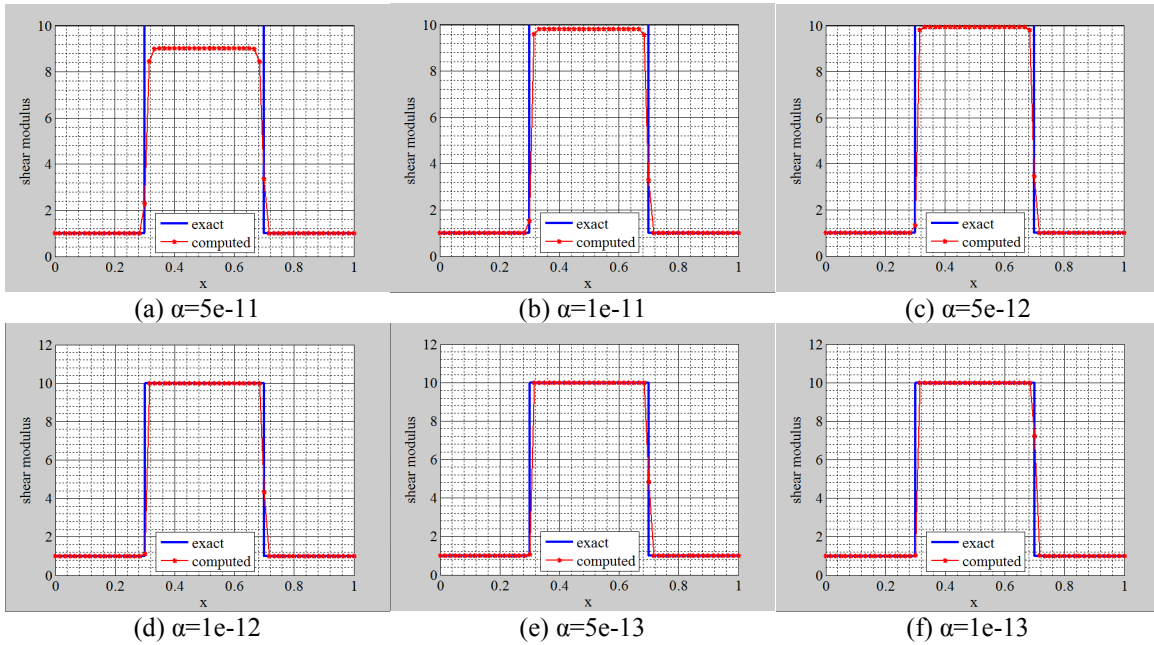 10
8
6
4
2
0
shear modulus
exact
computed
0 0.2 0.4 0.6 0.8 1
x
(a) α=5e-11
10
8
6
4
2
0
shear modulus
exact
computed
0 0.2 0.4 0.6 0.8 1
x
(b) α=1e-11
10
8
6
4
2
0
shear modulus
exact
computed
0 0.2 0.4 0.6 0.8 1
x
(c) α=5e-12
12
10
8
6
4
2
0
shear modulus
exact
computed
0 0.2 0.4 0.6 0.8 1
x
(d) α=1e-12
12
10
8
6
4
2
0
shear modulus
exact
computed
0 0.2 0.4 0.6 0.8 1
x
(e) α=5e-13
12
10
8
6
4
2
0
shear modulus
exact
computed
0 0.2 0.4 0.6 0.8 1
x
(f) α=1e-13